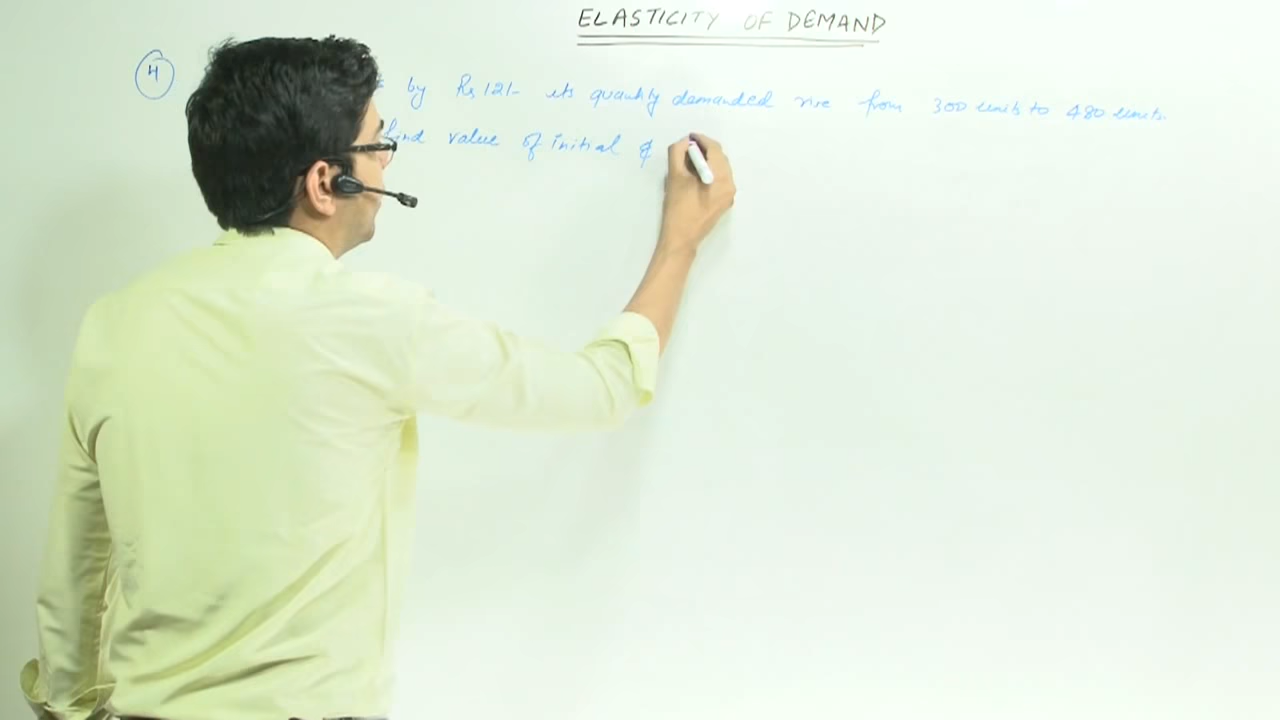 ELASTICITY OF DEMAND
4
by Rs 12/- its quantity demanded rise from 300 units to 480 units.
find value of initial &